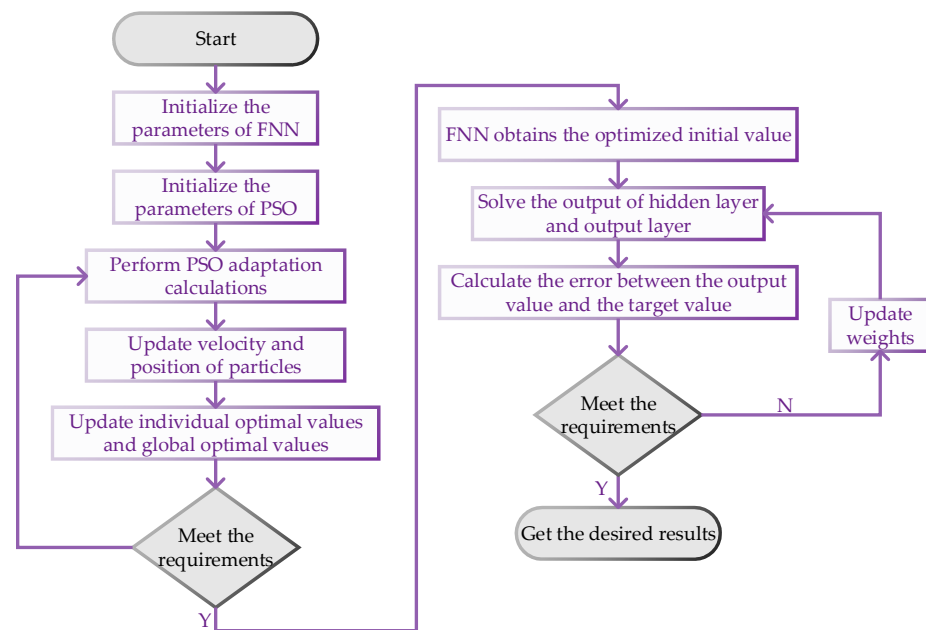 Start
Initialize the
parameters of FNN
Initialize the
parameters of PSO
Perform PSO adaptation
calculations
Update velocity and
position of particles
Update individual optimal values
and global optimal values
Meet the
requirements
Y
FNN obtains the optimized initial value
Solve the output of hidden layer
and output layer
Calculate the error between the output
value and the target value
Update
weights
Meet the
requirements
N
Y
Get the desired results